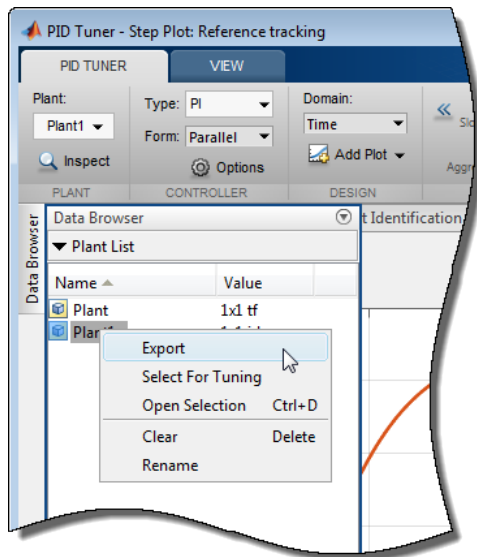 PID Tuner - Step Plot: Reference tracking
PID TUNER
VIEW
Plant:
Plant1
Inspect
PLANT
Type: PI
Form: Parallel
Options
CONTROLLER
Domain:
Time
Add Plot
DESIGN
Data Browser
Data Browser
t Identification
Plant List
Name
Value
Plant
1x1 tf
Export
Select For Tuning
Open Selection Ctrl+D
Clear Delete
Rename